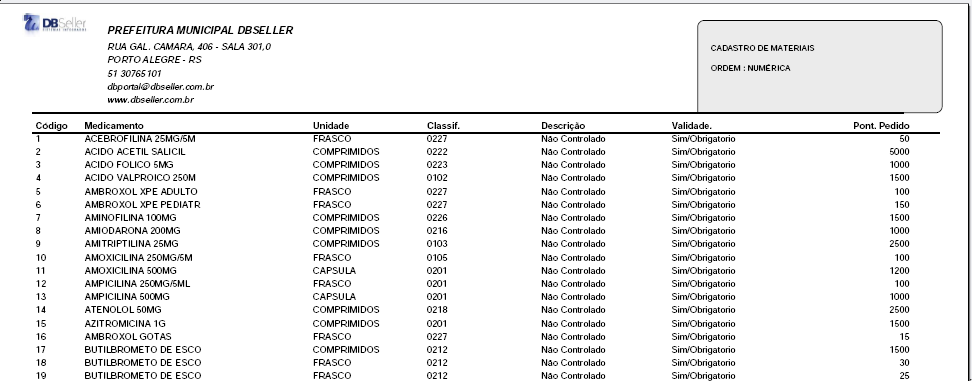 DBSeller
PREFEITURA MUNICIPAL DBSELLER
RUA GAL. CAMARA, 406 - SALA 301,0
PORTO ALEGRE - RS
51 30765101
dbportal@dbseller.com.br
www.dbseller.com.br
CADASTRO DE MATERIAIS
ORDEM : NUMÉRICA
Código Medicamento Unidade Classif. Descrição Validade. Pont. Pedido
1 ACEBROFILINA 25MG/5M FRASCO 0227 Não Controlado Sim/Obrigatorio 50
2 ACIDO ACETIL SALICIL COMPRIMIDOS 0222 Não Controlado Sim/Obrigatorio 5000
3 ACIDO FOLICO 5MG COMPRIMIDOS 0223 Não Controlado Sim/Obrigatorio 1000
4 ACIDO VALPROICO 250M COMPRIMIDOS 0102 Não Controlado Sim/Obrigatorio 1500
5 AMBROXOL XPE ADULTO FRASCO 0227 Não Controlado Sim/Obrigatorio 100
6 AMBROXOL XPE PEDIATR FRASCO 0227 Não Controlado Sim/Obrigatorio 150
7 AMINOFILINA 100MG COMPRIMIDOS 0226 Não Controlado Sim/Obrigatorio 1500
8 AMIODARONA 200MG COMPRIMIDOS 0216 Não Controlado Sim/Obrigatorio 1000
9 AMITRIPTILINA 25MG COMPRIMIDOS 0103 Não Controlado Sim/Obrigatorio 2500
10 AMOXICILINA 250MG/5M FRASCO 0105 Não Controlado Sim/Obrigatorio 100
11 AMOXICILINA 500MG CAPSULA 0201 Não Controlado Sim/Obrigatorio 1200
12 AMPICILINA 250MG/5ML FRASCO 0201 Não Controlado Sim/Obrigatorio 100
13 AMPICILINA 500MG CAPSULA 0201 Não Controlado Sim/Obrigatorio 1000
14 ATENOLOL 50MG COMPRIMIDOS 0218 Não Controlado Sim/Obrigatorio 2500
15 AZITROMICINA 1G COMPRIMIDOS 0201 Não Controlado Sim/Obrigatorio 1500
16 AMBROXOL GOTAS FRASCO 0227 Não Controlado Sim/Obrigatorio 15
17 BUTILBROMETO DE ESCO COMPRIMIDOS 0212 Não Controlado Sim/Obrigatorio 1500
18 BUTILBROMETO DE ESCO FRASCO 0212 Não Controlado Sim/Obrigatorio 30
19 BUTILBROMETO DE ESCO FRASCO 0212 Não Controlado Sim/Obrigatorio 25